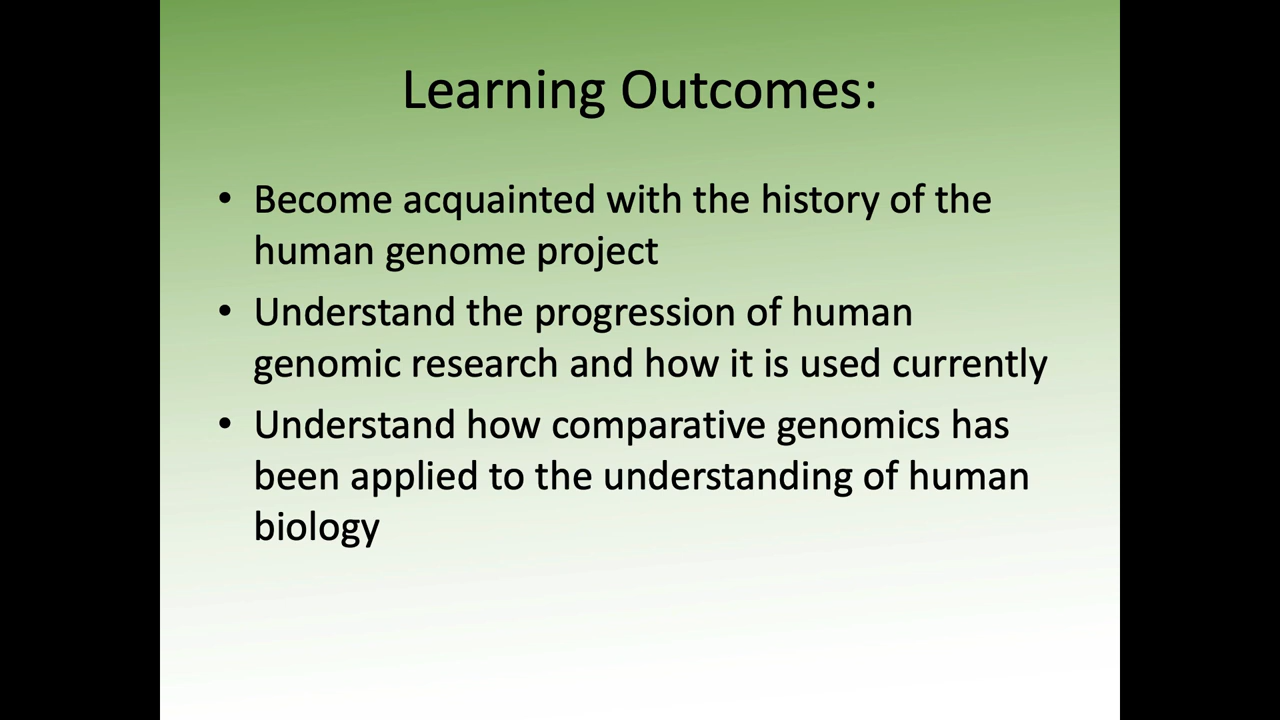 Learning Outcomes:
• Become acquainted with the history of the
human genome project
• Understand the progression of human
genomic research and how it is used currently
• Understand how comparative genomics has
been applied to the understanding of human
biology